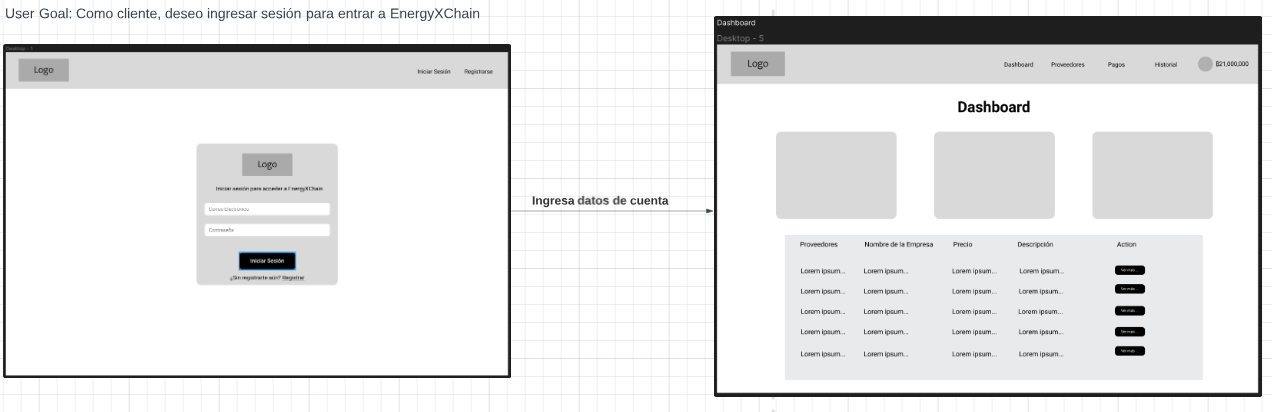 User Goal: Como cliente, deseo ingresar sesión para entrar a EnergyXChain
Desktop - 1
Logo
Iniciar Sesión Registrarse
Logo
Iniciar sesión para acceder a EnergyXChain
Correo Electrónico
Contraseña
Iniciar Sesión
¿Sin registrarte aún? Registrar
Ingresa datos de cuenta
Dashboard
Desktop - 5
Logo
Dashboard Proveedores Pagos Historial ₿21,000,000
Dashboard
Proveedores Nombre de la Empresa Precio Descripción Action
Lorem ipsum... Lorem ipsum... Lorem ipsum... Lorem ipsum... Ver más ...
Lorem ipsum... Lorem ipsum... Lorem ipsum... Lorem ipsum... Ver más ...
Lorem ipsum... Lorem ipsum... Lorem ipsum... Lorem ipsum... Ver más ...
Lorem ipsum... Lorem ipsum... Lorem ipsum... Lorem ipsum... Ver más ...
Lorem ipsum... Lorem ipsum... Lorem ipsum... Lorem ipsum... Ver más ...